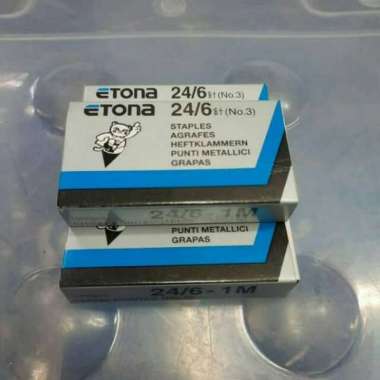 ETONA 24/6 st (No.3)
ETONA 24/6 st (No.3)
STAPLES
AGRAFES
HEFTKLAMMERN
PUNTI METALLICI
GRAPAS
24/6 - 1M
PUNTI METALLICI
GRAPAS
24/6 - 1M